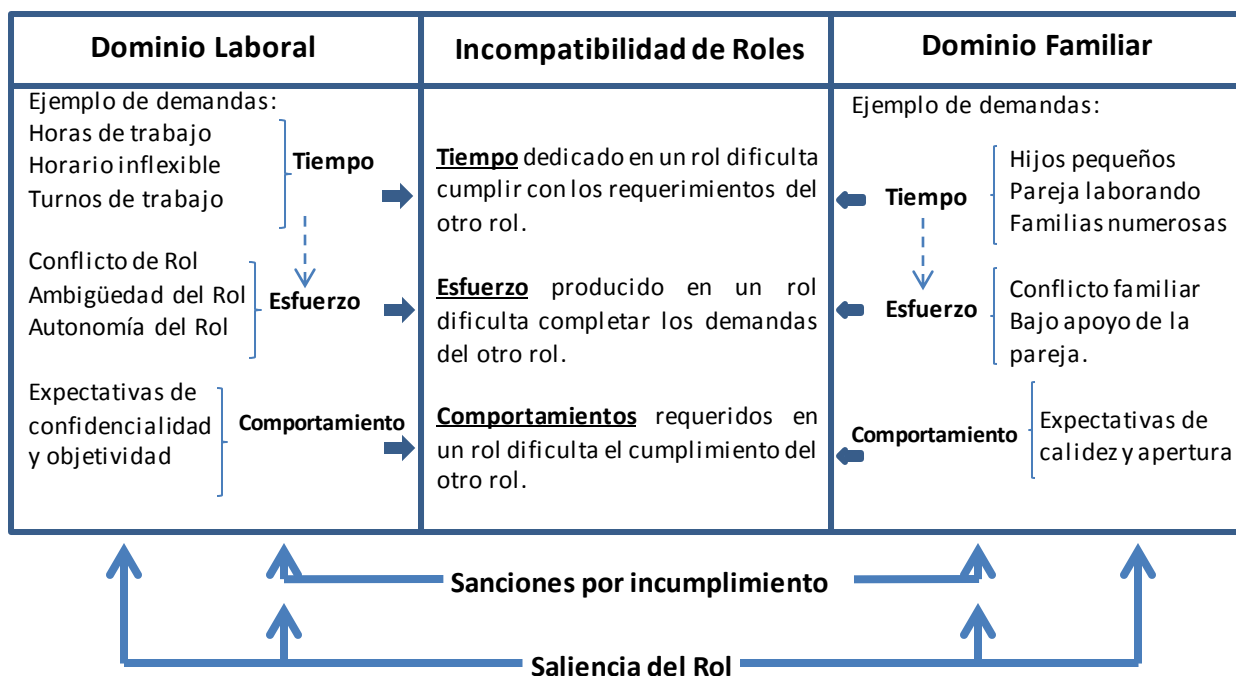 Dominio Laboral
Ejemplo de demandas:
Horas de trabajo
Horario inflexible
Turnos de trabajo
Tiempo
Conflicto de Rol
Ambigüedad del Rol
Autonomía del Rol
Esfuerzo
Expectativas de
confidencialidad
y objetividad
Comportamiento
Incompatibilidad de Roles
Tiempo dedicado en un rol dificulta
cumplir con los requerimientos del
otro rol.
Esfuerzo producido en un rol
dificulta completar los demandas
del otro rol.
Comportamientos requeridos en
un rol dificulta el cumplimiento del
otro rol.
Dominio Familiar
Ejemplo de demandas:
Tiempo
Hijos pequeños
Pareja laborando
Familias numerosas
Esfuerzo
Conflicto familiar
Bajo apoyo de la
pareja.
Comportamiento
Expectativas de
calidez y apertura
Sanciones por incumplimiento
Saliencia del Rol